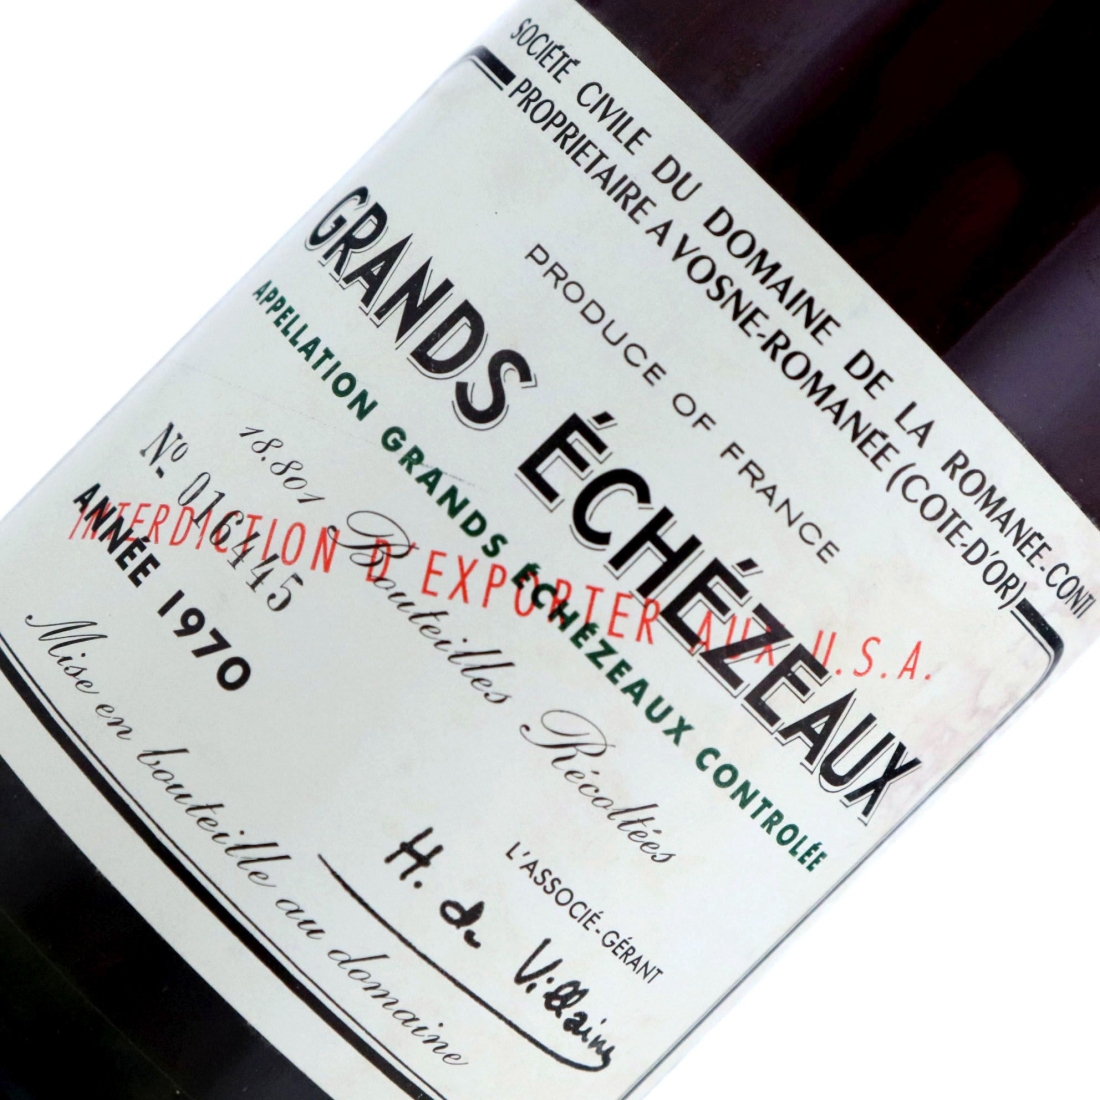 SOCIÉTÉ CIVILE DU DOMAINE DE LA ROMANÉE-CONTI
PROPRIETAIRE A VOSNE-ROMANÉE (COTE-D'OR)
PRODUCE OF FRANCE
GRANDS ÉCHÉZEAUX
APPELLATION GRANDS ÉCHÉZEAUX CONTROLÉE
INTERDICTION D'EXPORTER AUX U.S.A.
18.801 Bouteilles Récoltées
Nº 016445
ANNÉE 1970
L'ASSOCIÉ-GÉRANT
H. de Villaine
Mise en bouteille au domaine